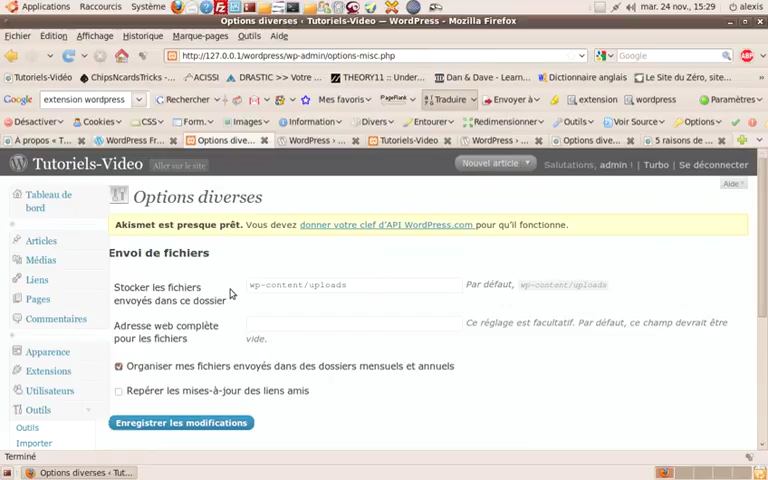 Applications Raccourcis Système mar. 24 nov., 15:29 alexis
Options diverses ‹ Tutoriels-Video — WordPress - Mozilla Firefox
Fichier Édition Affichage Historique Marque-pages Outils Aide
http://127.0.0.1/wordpress/wp-admin/options-misc.php Google ABP
Tutoriels-Vidéo ChipsNcardsTricks - ... ACISSI DRASTIC >> Votre ... THEORY11 :: Under... Dan & Dave - Learn... Dictionnaire anglais Le Site du Zéro, site...
Google extension wordpress Rechercher Mes favoris PageRank Traduire Envoyer à extension wordpress Paramètres
Désactiver Cookies CSS Form. Images Information Divers Entourer Redimensionner Outils Voir Source Options
À propos « T... WordPress Fr... Options dive... WordPress › ... Tutoriels-Video WordPress › ... Options dive... 5 raisons de ...
Tutoriels-Video Aller sur le site Nouvel article Salutations, admin ! | Turbo | Se déconnecter
Aide
Tableau de bord
Options diverses
Akismet est presque prêt. Vous devez donner votre clef d'API WordPress.com pour qu'il fonctionne.
Articles
Médias
Liens
Pages
Commentaires
Apparence
Extensions
Utilisateurs
Outils
Outils
Importer
Envoi de fichiers
Stocker les fichiers envoyés dans ce dossier
wp-content/uploads
Par défaut, wp-content/uploads
Adresse web complète pour les fichiers
Ce réglage est facultatif. Par défaut, ce champ devrait être vide.
Organiser mes fichiers envoyés dans des dossiers mensuels et annuels
Repérer les mises-à-jour des liens amis
Enregistrer les modifications
Terminé
Options diverses ‹ Tut...